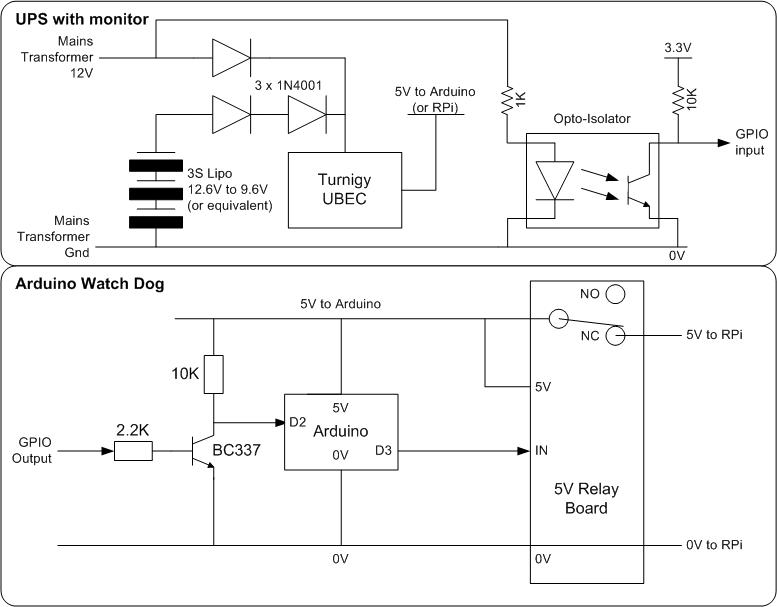 UPS with monitor
Mains
Transformer
12V
3 x 1N4001
5V to Arduino
(or RPi)
1K
3.3V
10K
Opto-Isolator
GPIO
input
3S Lipo
12.6V to 9.6V
(or equivalent)
Turnigy
UBEC
Mains
Transformer
Gnd
0V
Arduino Watch Dog
5V to Arduino
NO
NC
5V to RPi
10K
5V
5V
D2
Arduino
2.2K
GPIO
Output
BC337
0V
D3
IN
5V Relay
Board
0V
0V
0V to RPi